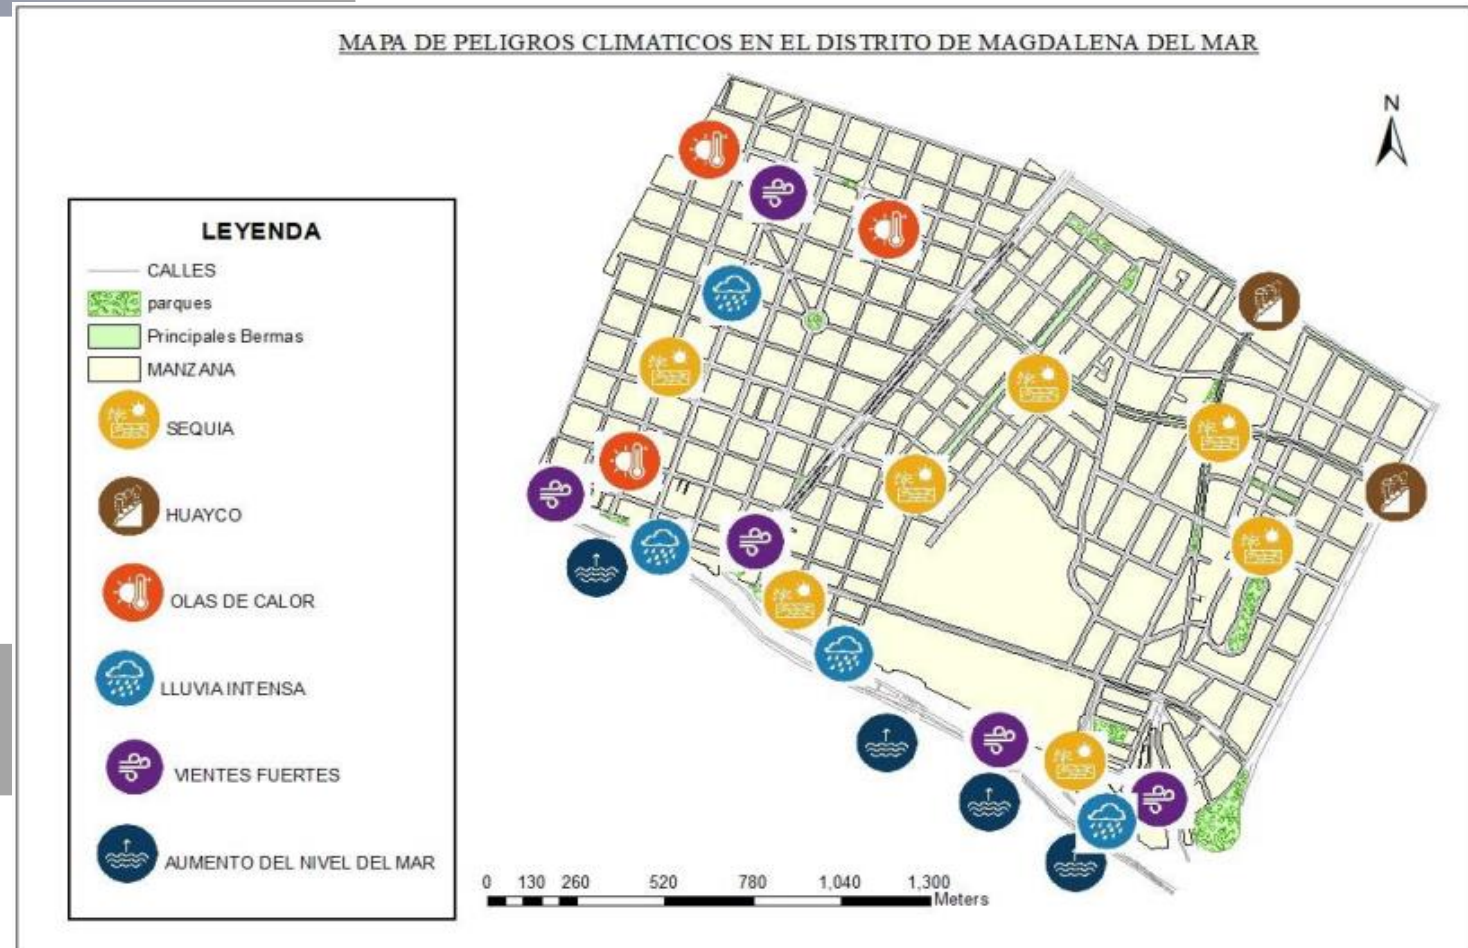 MAPA DE PELIGROS CLIMATICOS EN EL DISTRITO DE MAGDALENA DEL MAR
N
LEYENDA
CALLES
parques
Principales Bermas
MANZANA
SEQUIA
HUAYCO
OLAS DE CALOR
LLUVIA INTENSA
VIENTES FUERTES
AUMENTO DEL NIVEL DEL MAR
0 130 260 520 780 1,040 1,300
Meters